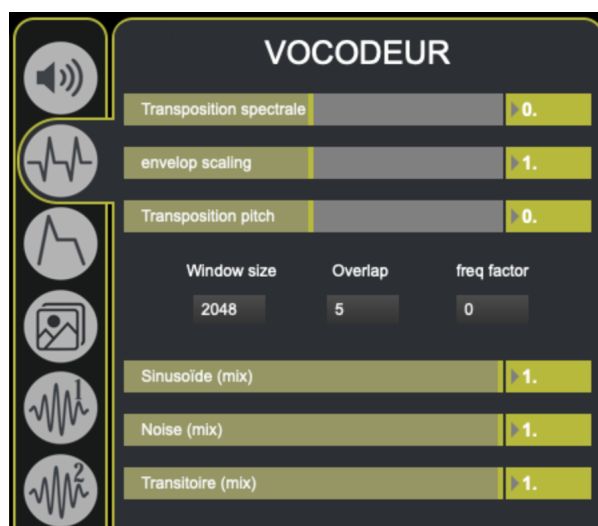 VOCODEUR
Transposition spectrale 0.
envelop scaling 1.
Transposition pitch 0.
Window size Overlap freq factor
2048 5 0
Sinusoïde (mix) 1.
1
Noise (mix) 1.
2
Transitoire (mix) 1.